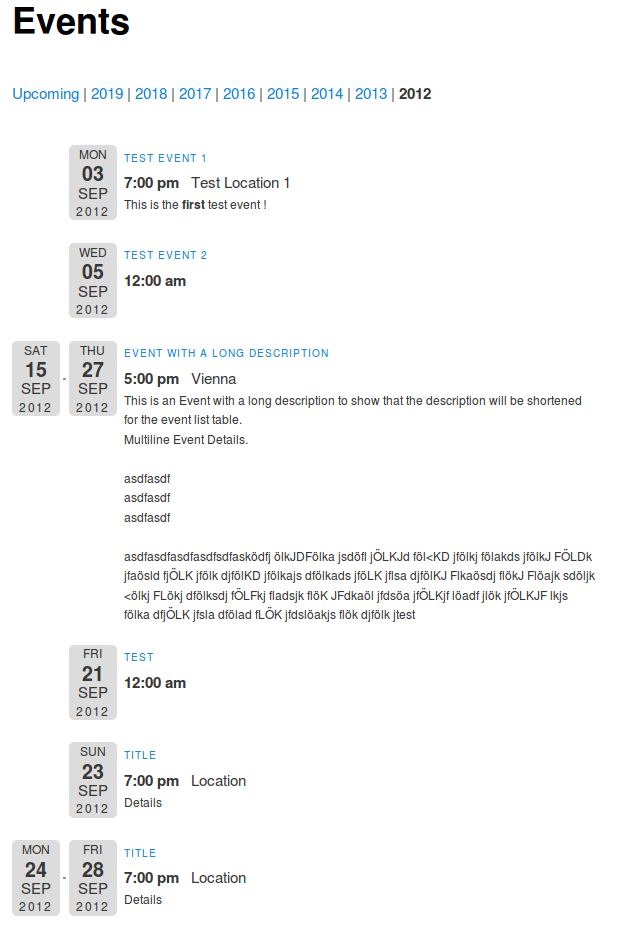 Events
Upcoming | 2019 | 2018 | 2017 | 2016 | 2015 | 2014 | 2013 | 2012
MON
03
SEP
2012
TEST EVENT 1
7:00 pm Test Location 1
This is the first test event !
WED
05
SEP
2012
TEST EVENT 2
12:00 am
SAT
15
SEP
2012
-
THU
27
SEP
2012
EVENT WITH A LONG DESCRIPTION
5:00 pm Vienna
This is an Event with a long description to show that the description will be shortened
for the event list table.
Multiline Event Details.
asdfasdf
asdfasdf
asdfasdf
asdfasdfasdfasdfsdfasködfj ölkJDFölka jsdöfl jÖLKJd föl<KD jfölkj fölakds jfölkJ FÖLDk
jfaösld fjÖLK jfölk djfölKD jfölkajs dfölkads jföLK jflsa djfölKJ Flkaösdj flökJ Flöajk sdöljk
<ölkj FLökj dfölksdj fÖLFkj fladsjk flöK JFdkaöl jfdsöa jfÖLKjf löadf jlök jfÖLKJF lkjs
fölka dfjÖLK jfsla dfölad fLÖK jfdslöakjs flök djfölk jtest
FRI
21
SEP
2012
TEST
12:00 am
SUN
23
SEP
2012
TITLE
7:00 pm Location
Details
MON
24
SEP
2012
-
FRI
28
SEP
2012
TITLE
7:00 pm Location
Details